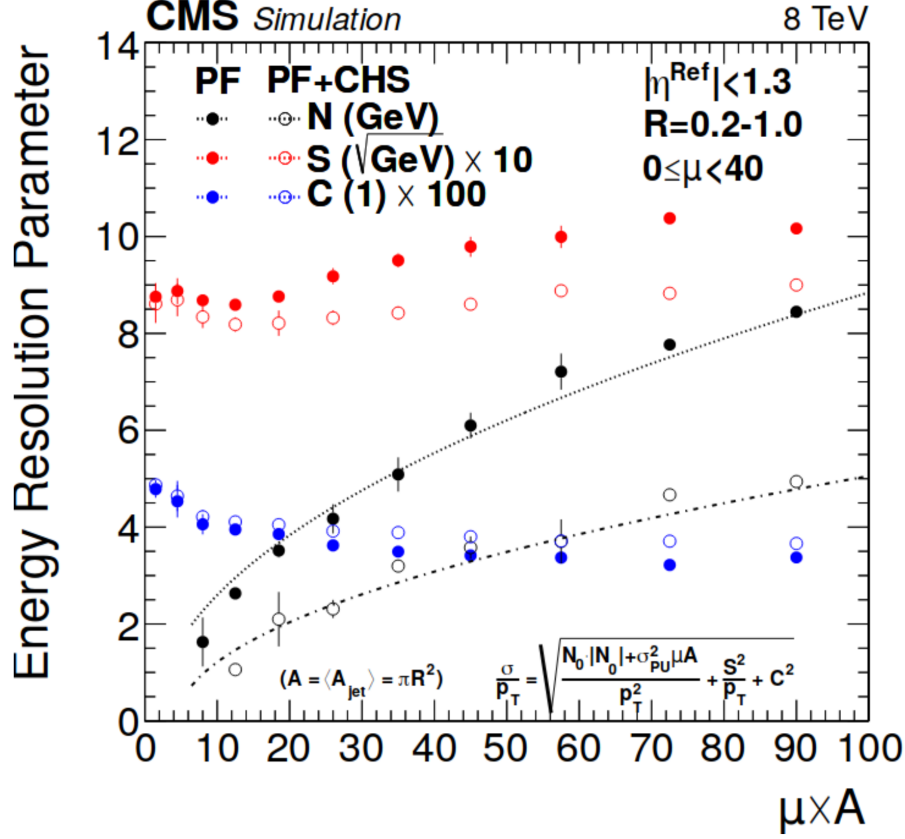 CMS Simulation 8 TeV
Energy Resolution Parameter
14
12
10
8
6
4
2
0
PF PF+CHS
N (GeV)
S (√GeV) × 10
C (1) × 100
|η^Ref|<1.3
R=0.2-1.0
0≤μ<40
(A = ⟨A_jet⟩ = πR²)
σ/p_T = √((N₀·|N₀|+σ²_PU μA)/p_T² + S²/p_T + C²)
0 10 20 30 40 50 60 70 80 90 100
μ×A